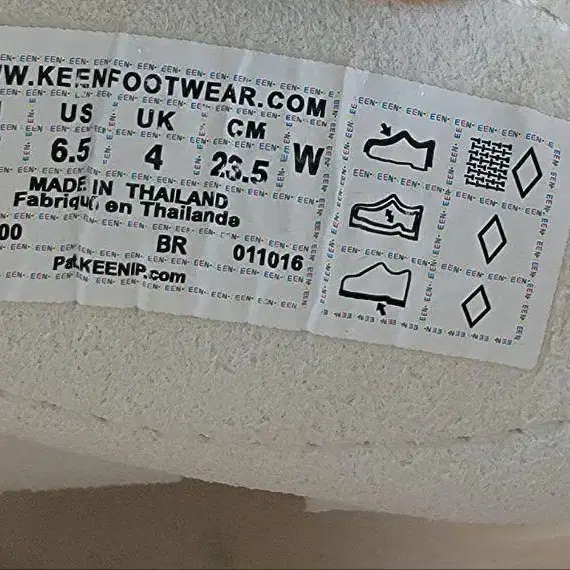 W.KEENFOOTWEAR.COM
US UK CM
6.5 4 23.5 W
MADE IN THAILAND
Fabriqué en Thailande
00 BR 011016
Pat.KEENIP.com